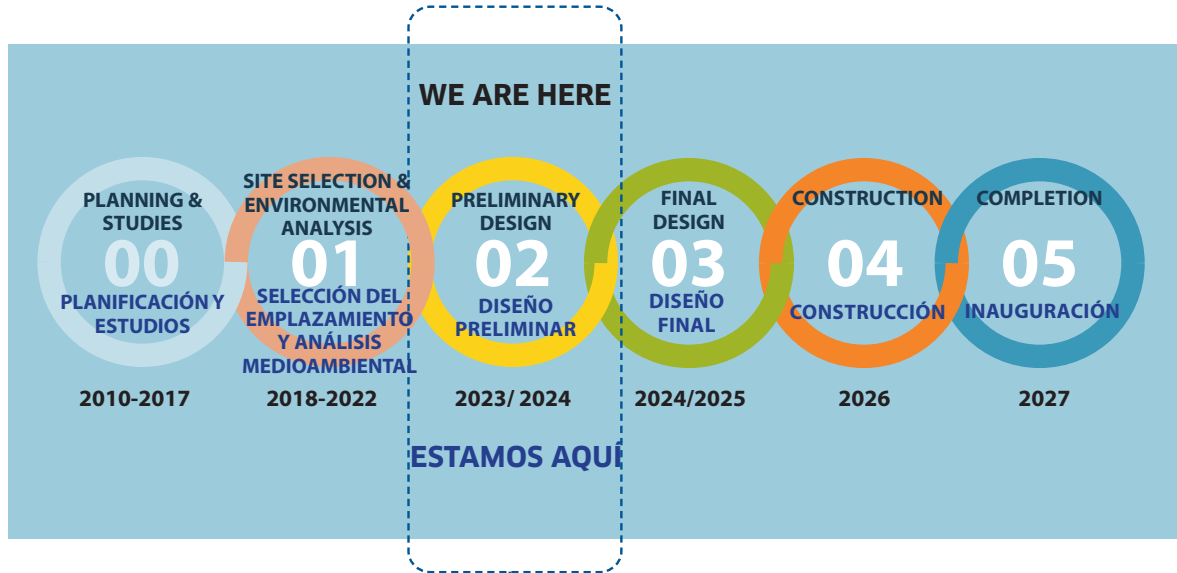 WE ARE HERE
PLANNING &
STUDIES
00
PLANIFICACIÓN Y
ESTUDIOS
2010-2017
SITE SELECTION &
ENVIRONMENTAL
ANALYSIS
01
SELECCIÓN DEL
EMPLAZAMIENTO
Y ANÁLISIS
MEDIOAMBIENTAL
2018-2022
PRELIMINARY
DESIGN
02
DISEÑO
PRELIMINAR
2023/ 2024
FINAL
DESIGN
03
DISEÑO
FINAL
2024/2025
CONSTRUCTION
04
CONSTRUCCIÓN
2026
COMPLETION
05
INAUGURACIÓN
2027
ESTAMOS AQUÍ